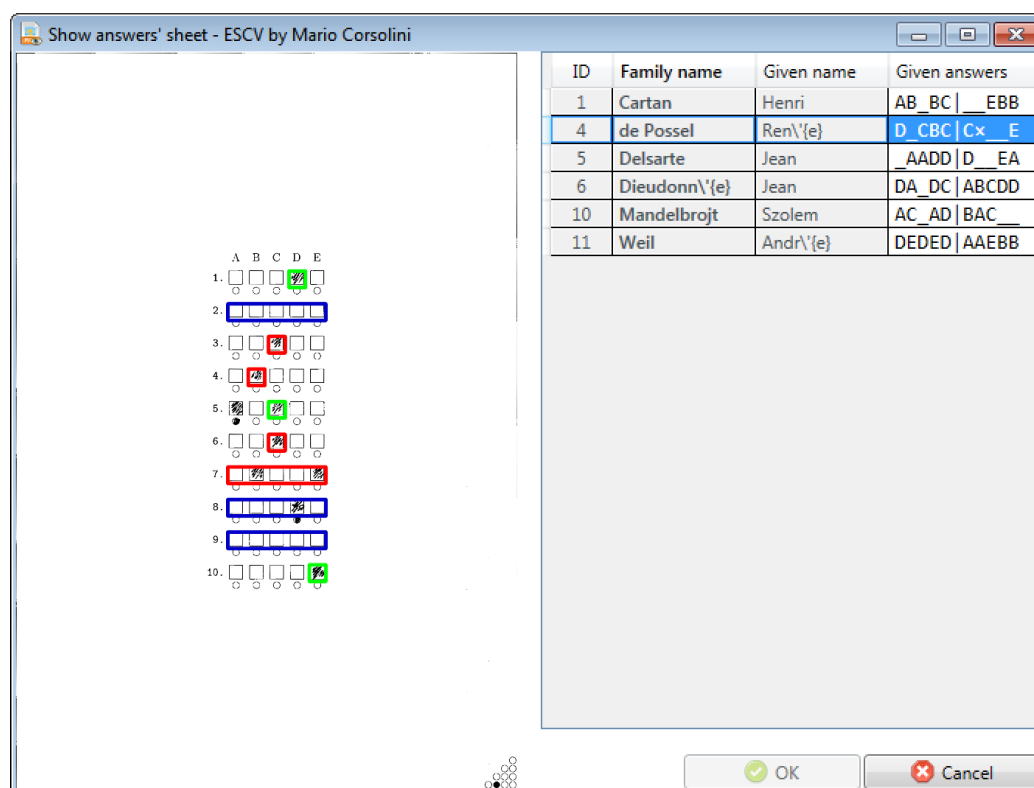 Show answers' sheet - ESCV by Mario Corsolini
ID Family name Given name Given answers
1 Cartan Henri AB_BC|__EBB
4 de Possel Ren\'{e} D_CBC|C×__E
5 Delsarte Jean _AADD|D__EA
6 Dieudonn\'{e} Jean DA_DC|ABCDD
10 Mandelbrojt Szolem AC_AD|BAC__
11 Weil Andr\'{e} DEDED|AAEBB
A B C D E
1.
2.
3.
4.
5.
6.
7.
8.
9.
10.
OK Cancel